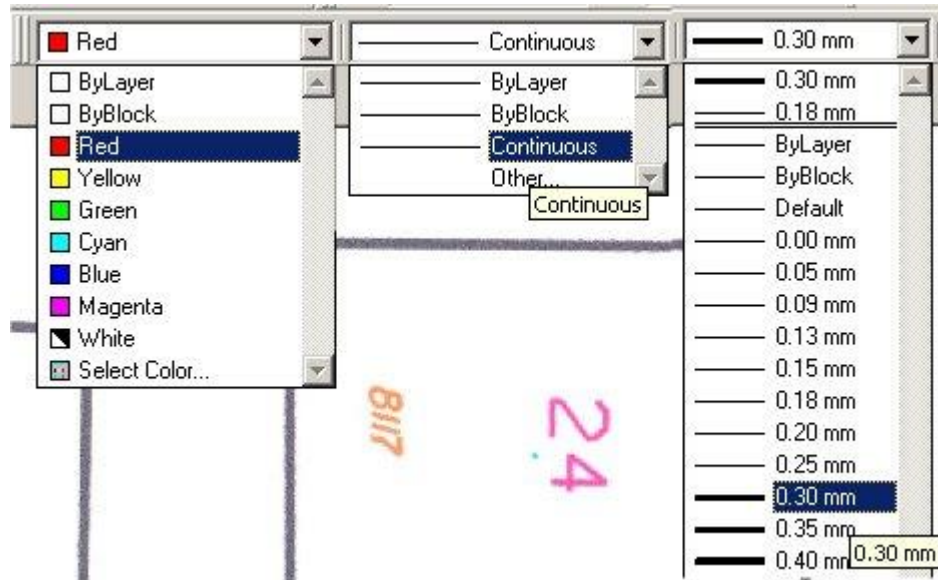 Red
ByLayer
ByBlock
Red
Yellow
Green
Cyan
Blue
Magenta
White
Select Color...
Continuous
ByLayer
ByBlock
Continuous
Other...
Continuous
0.30 mm
0.30 mm
0.18 mm
ByLayer
ByBlock
Default
0.00 mm
0.05 mm
0.09 mm
0.13 mm
0.15 mm
0.18 mm
0.20 mm
0.25 mm
0.30 mm
0.35 mm
0.40 mm
0.30 mm
8117
24